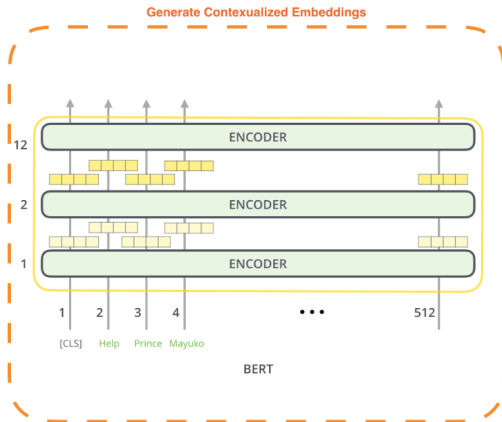 Generate Contexualized Embeddings
12 ENCODER
2 ENCODER
1 ENCODER
1 2 3 4 ••• 512
[CLS] Help Prince Mayuko
BERT